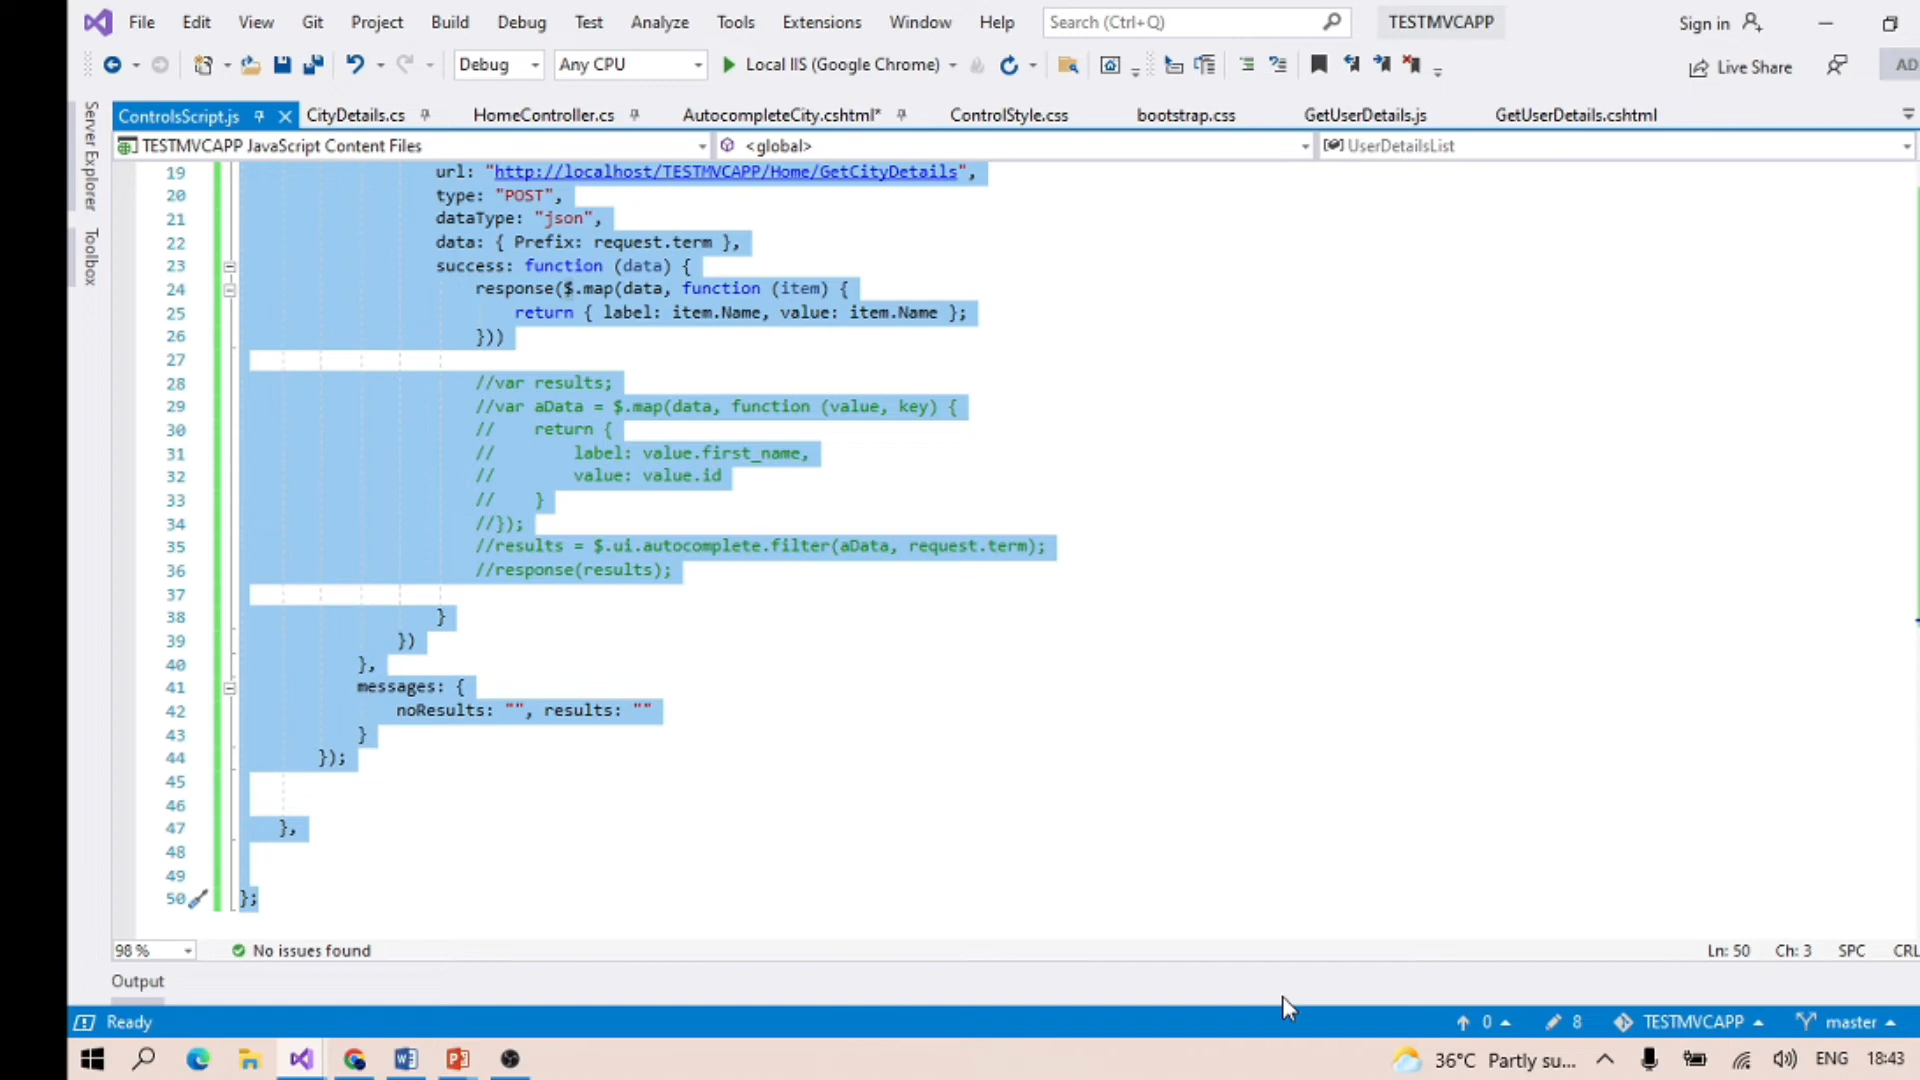 File Edit View Git Project Build Debug Test Analyze Tools Extensions Window Help Search (Ctrl+Q) TESTMVCAPP Sign in
Debug Any CPU Local IIS (Google Chrome) Live Share AD
ControlsScript.js CityDetails.cs HomeController.cs AutocompleteCity.cshtml* ControlStyle.css bootstrap.css GetUserDetails.js GetUserDetails.cshtml
TESTMVCAPP JavaScript Content Files <global> UserDetailsList
Server Explorer
Toolbox
19 url: "http://localhost/TESTMVCAPP/Home/GetCityDetails",
20 type: "POST",
21 dataType: "json",
22 data: { Prefix: request.term },
23 success: function (data) {
24 response($.map(data, function (item) {
25 return { label: item.Name, value: item.Name };
26 }))
27
28 //var results;
29 //var aData = $.map(data, function (value, key) {
30 // return {
31 // label: value.first_name,
32 // value: value.id
33 // }
34 //});
35 //results = $.ui.autocomplete.filter(aData, request.term);
36 //response(results);
37
38 }
39 })
40 },
41 messages: {
42 noResults: "", results: ""
43 }
44 });
45
46
47 },
48
49
50 };
98 % No issues found Ln: 50 Ch: 3 SPC CRL
Output
Ready 0 8 TESTMVCAPP master
36°C Partly su... ENG 18:43